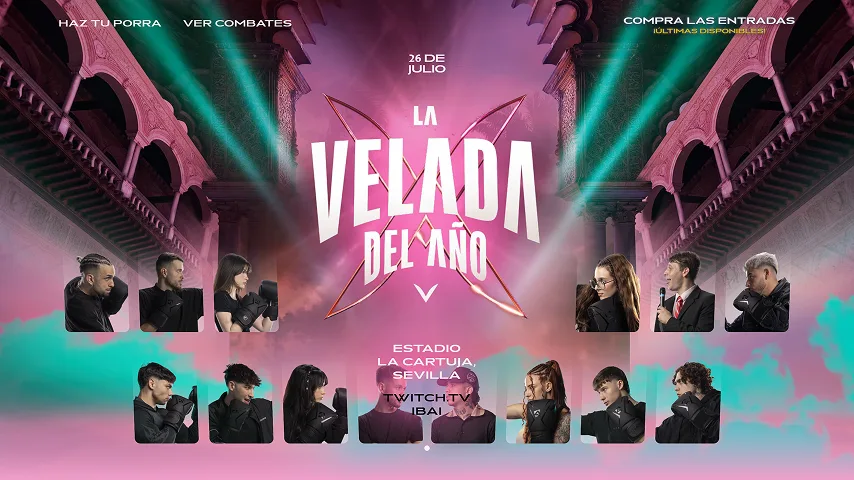 HAZ TU PORRA
VER COMBATES
COMPRA LAS ENTRADAS
¡ÚLTIMAS DISPONIBLES!
26 DE
JULIO
LA
VELADA
DEL AÑO
V
ESTADIO
LA CARTUJA,
SEVILLA
TWITCH.TV
IBAI